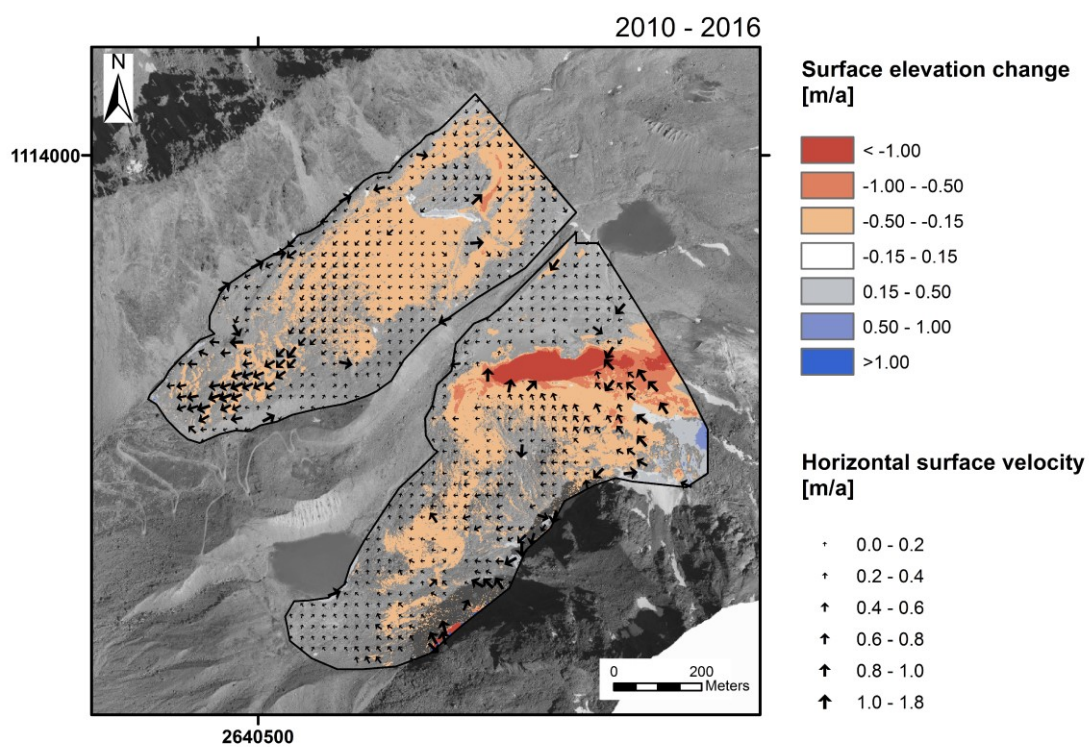 2010 - 2016
N
1114000
2640500
0 200
Meters
Surface elevation change
[m/a]
< -1.00
-1.00 - -0.50
-0.50 - -0.15
-0.15 - 0.15
0.15 - 0.50
0.50 - 1.00
>1.00
Horizontal surface velocity
[m/a]
0.0 - 0.2
0.2 - 0.4
0.4 - 0.6
0.6 - 0.8
0.8 - 1.0
1.0 - 1.8